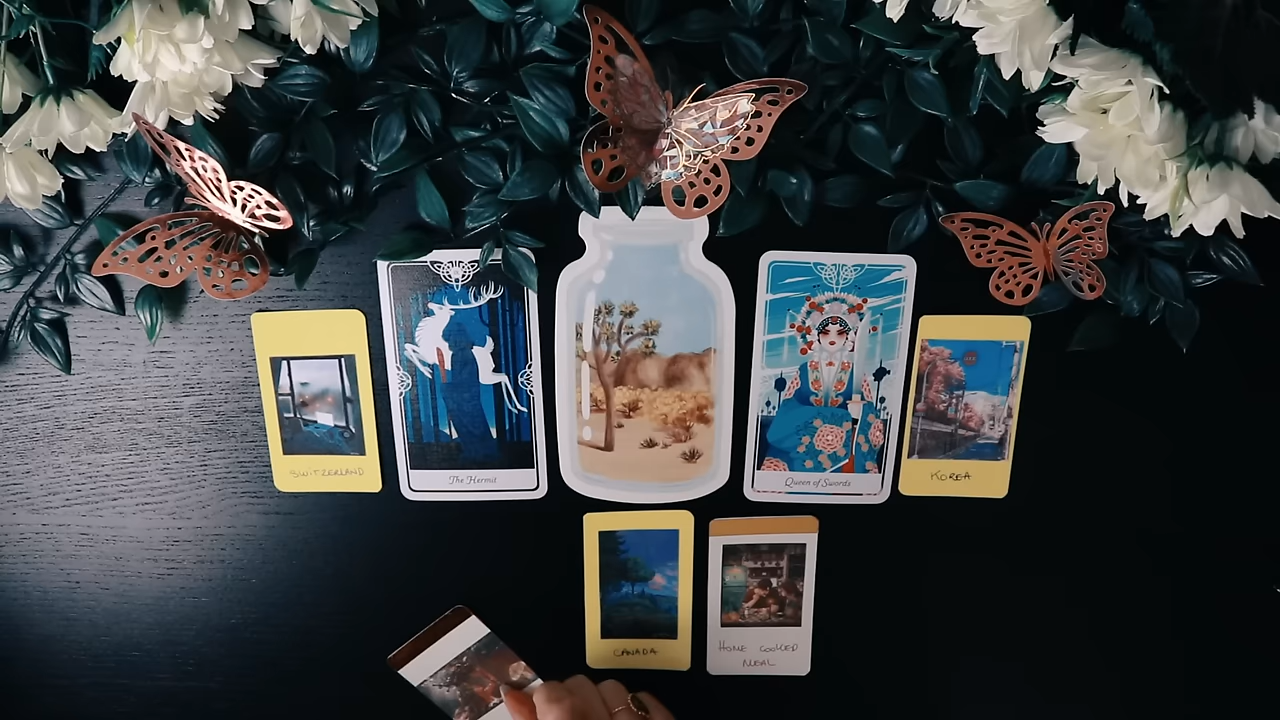 SWITZERLAND
The Hermit
Queen of Swords
KOREA
CANADA
HOME COOKED
MEAL